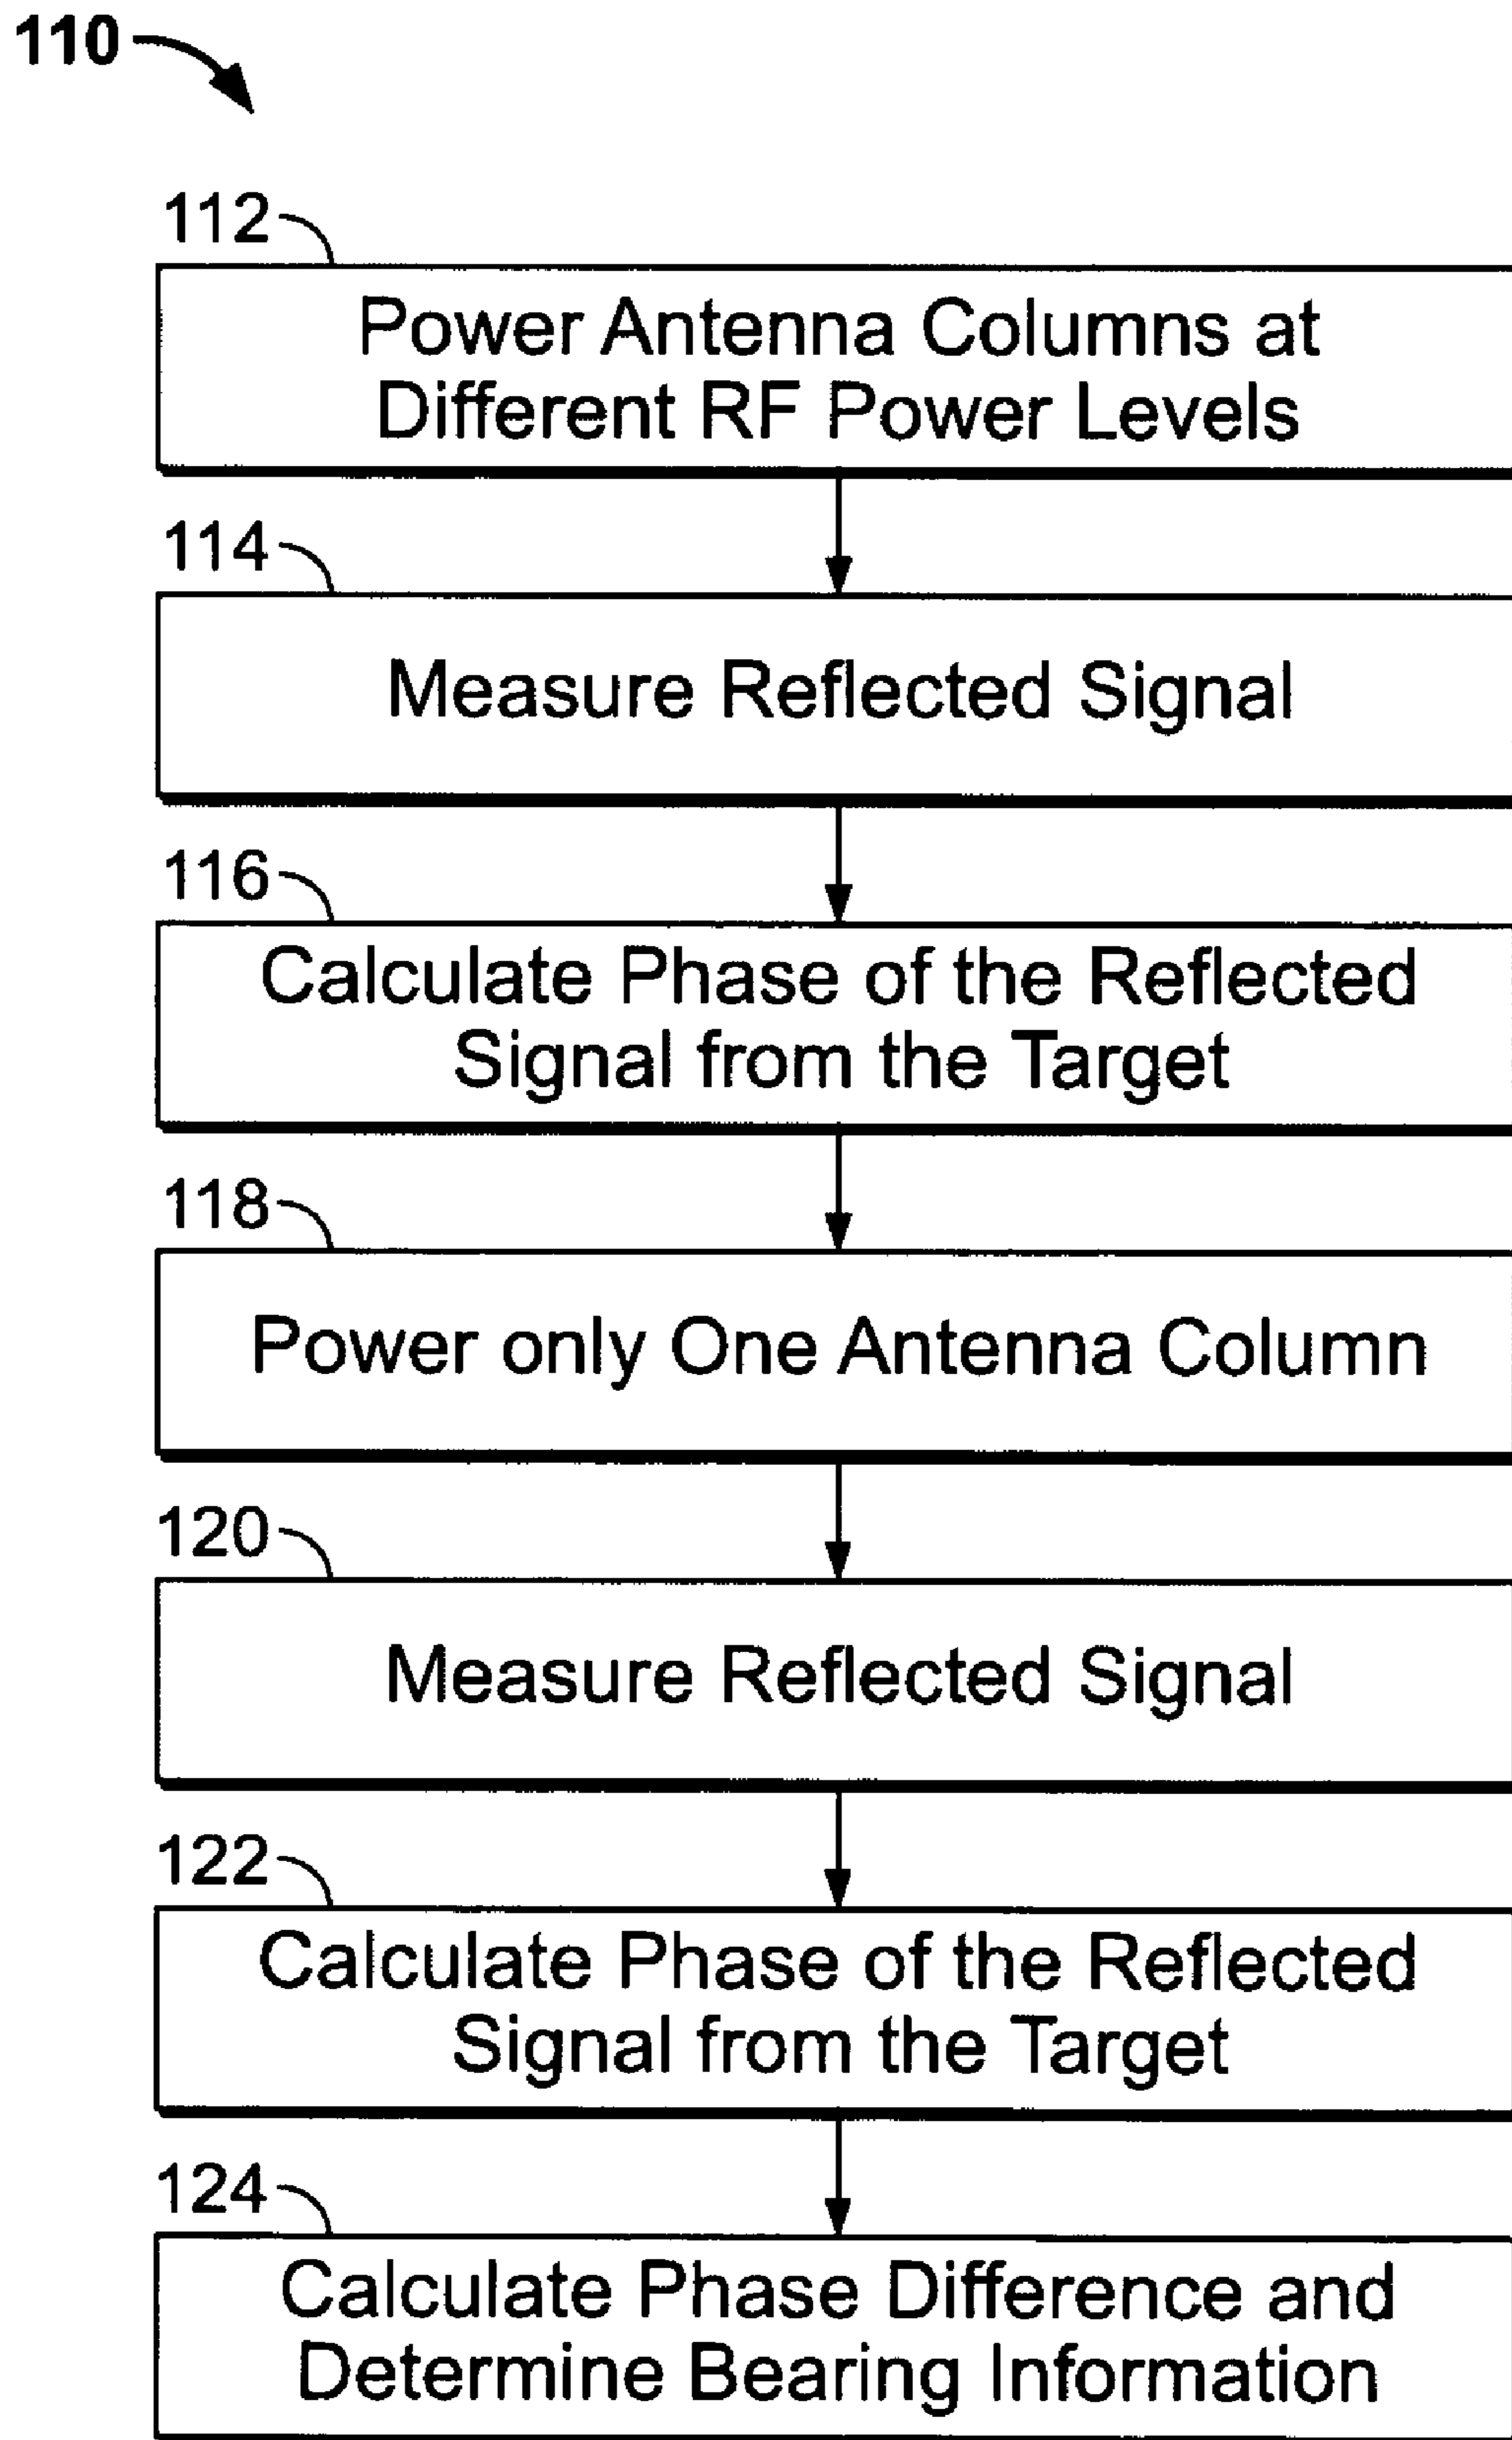 110
112
Power Antenna Columns at
Different RF Power Levels
114
Measure Reflected Signal
116
Calculate Phase of the Reflected
Signal from the Target
118
Power only One Antenna Column
120
Measure Reflected Signal
122
Calculate Phase of the Reflected
Signal from the Target
124
Calculate Phase Difference and
Determine Bearing Information